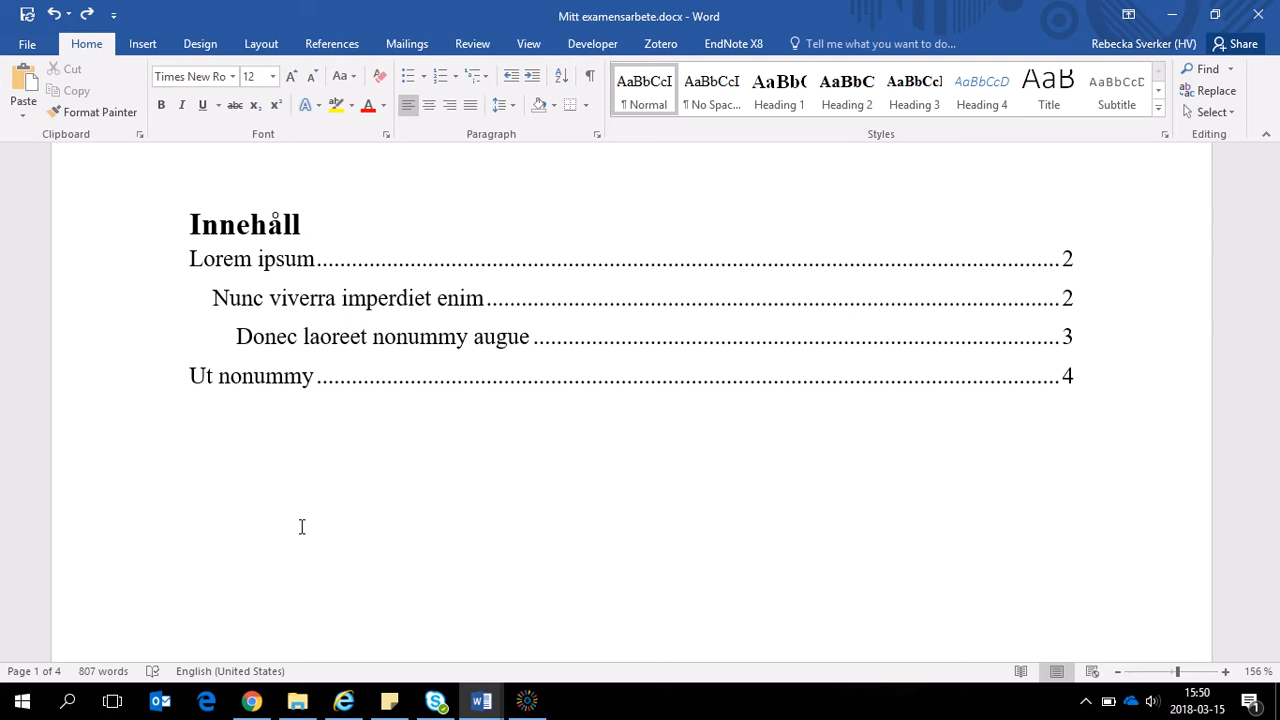 Mitt examensarbete.docx - Word
File Home Insert Design Layout References Mailings Review View Developer Zotero EndNote X8 Tell me what you want to do... Rebecka Sverker (HV) Share
Paste
Cut
Copy
Format Painter
Clipboard
Times New Ro 12
Font
Paragraph
AaBbCcI AaBbCcI AaBb( AaBbC AaBbCc AaBbCcD AaB AaBbCcD
¶ Normal ¶ No Spac... Heading 1 Heading 2 Heading 3 Heading 4 Title Subtitle
Styles
Find
Replace
Select
Editing
Innehåll
Lorem ipsum 2
Nunc viverra imperdiet enim 2
Donec laoreet nonummy augue 3
Ut nonummy 4
Page 1 of 4 807 words English (United States) 156 %
15:50
2018-03-15